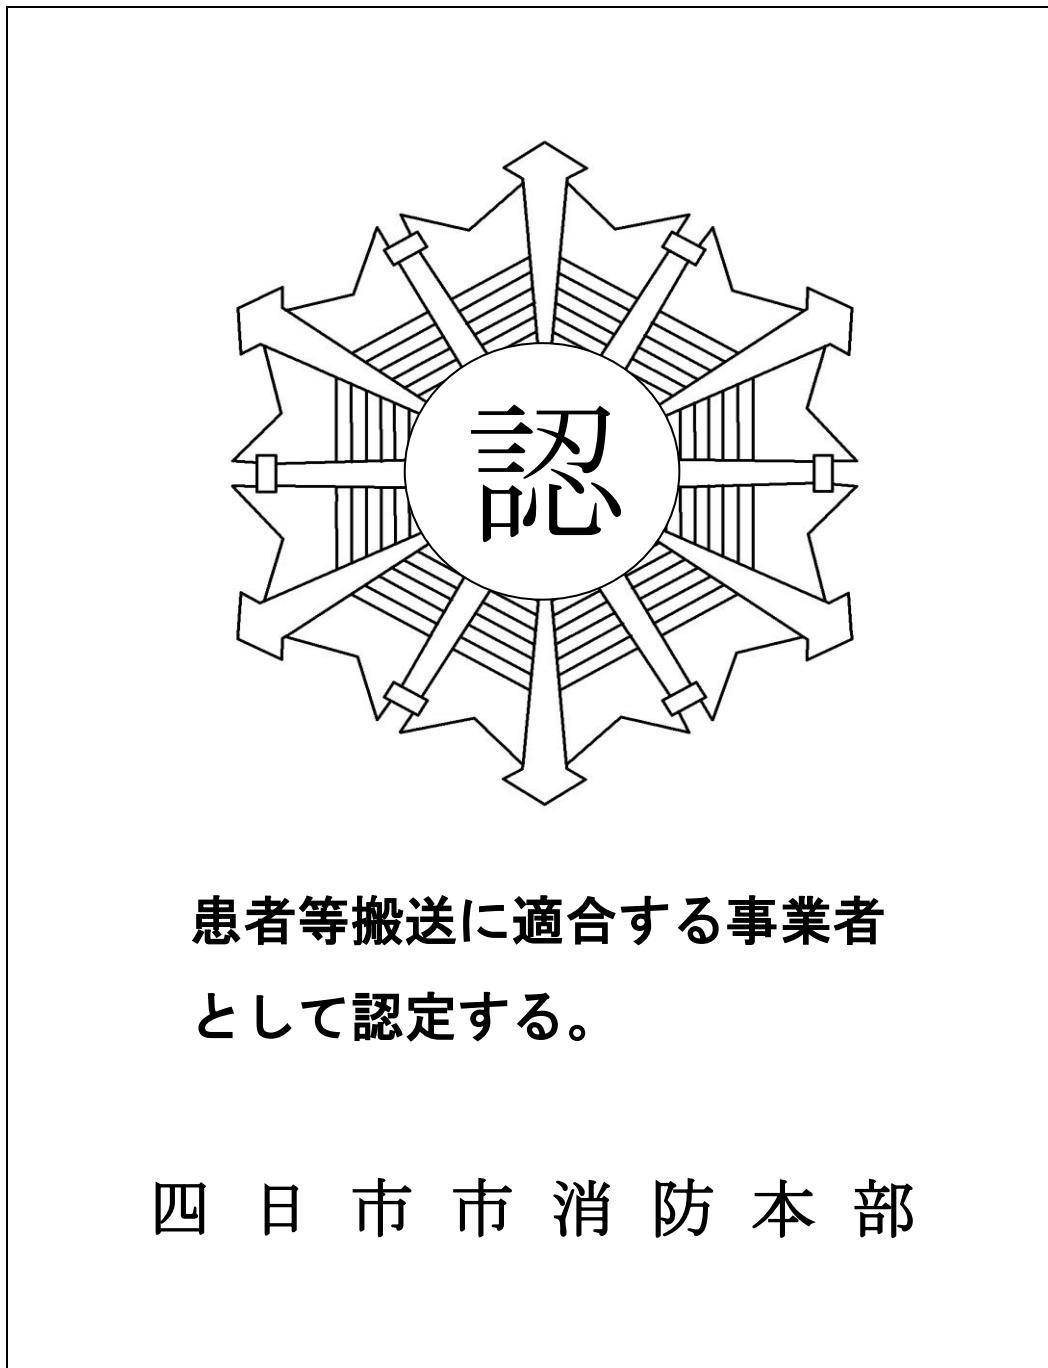 認
患者等搬送に適合する事業者
として認定する。
四日市市消防本部